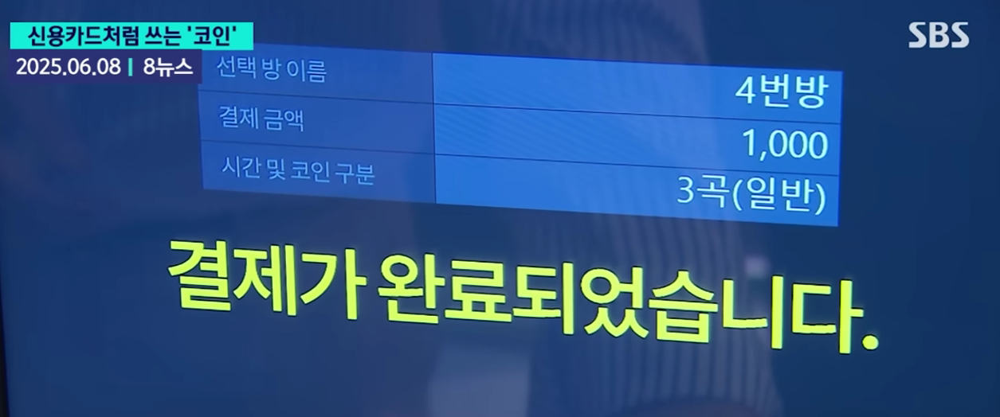 신용카드처럼 쓰는 '코인'
SBS
2025.06.08 | 8뉴스
선택 방 이름 4번방
결제 금액 1,000
시간 및 코인 구분 3곡(일반)
결제가 완료되었습니다.